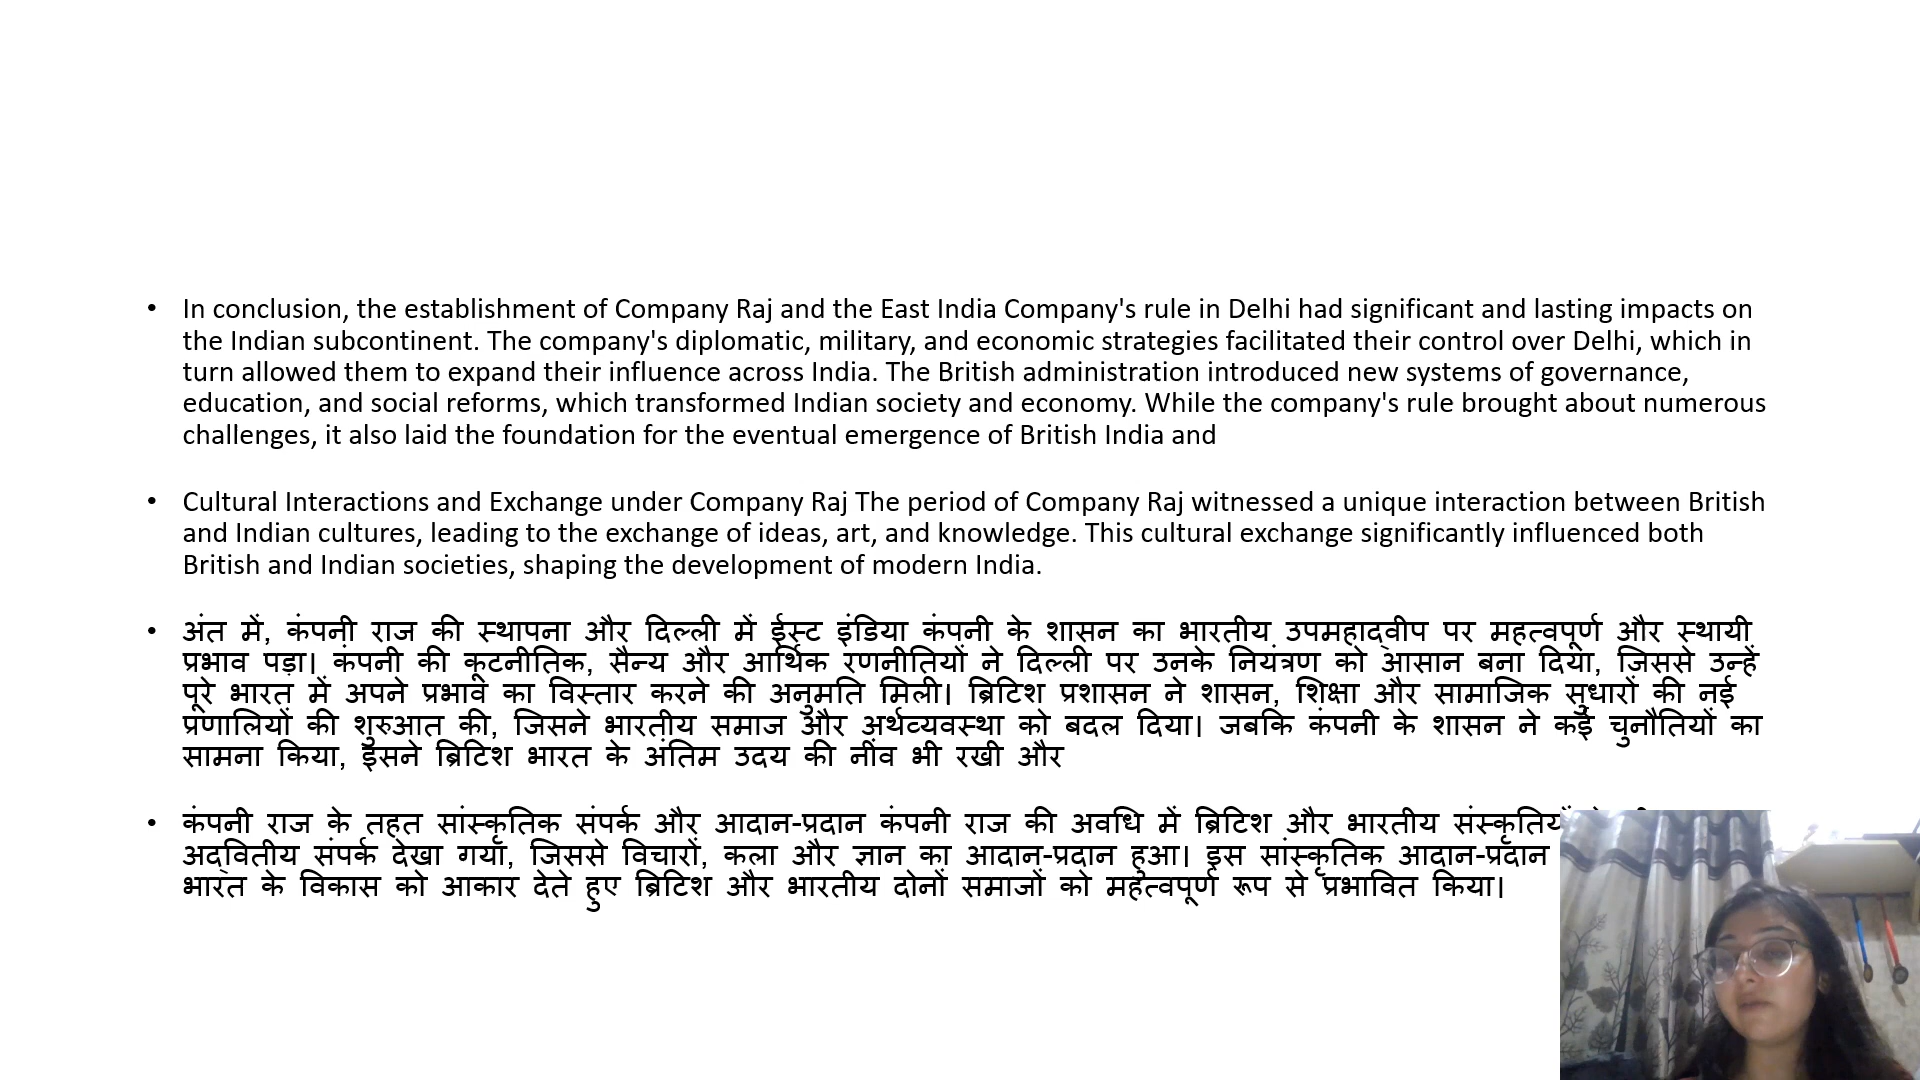 • In conclusion, the establishment of Company Raj and the East India Company's rule in Delhi had significant and lasting impacts on
the Indian subcontinent. The company's diplomatic, military, and economic strategies facilitated their control over Delhi, which in
turn allowed them to expand their influence across India. The British administration introduced new systems of governance,
education, and social reforms, which transformed Indian society and economy. While the company's rule brought about numerous
challenges, it also laid the foundation for the eventual emergence of British India and
• Cultural Interactions and Exchange under Company Raj The period of Company Raj witnessed a unique interaction between British
and Indian cultures, leading to the exchange of ideas, art, and knowledge. This cultural exchange significantly influenced both
British and Indian societies, shaping the development of modern India.
• अंत में, कंपनी राज की स्थापना और दिल्ली में ईस्ट इंडिया कंपनी के शासन का भारतीय उपमहाद्वीप पर महत्वपूर्ण और स्थायी
प्रभाव पड़ा। कंपनी की कूटनीतिक, सैन्य और आर्थिक रणनीतियों ने दिल्ली पर उनके नियंत्रण को आसान बना दिया, जिससे उन्हें
पूरे भारत में अपने प्रभाव का विस्तार करने की अनुमति मिली। ब्रिटिश प्रशासन ने शासन, शिक्षा और सामाजिक सुधारों की नई
प्रणालियों की शुरुआत की, जिसने भारतीय समाज और अर्थव्यवस्था को बदल दिया। जबकि कंपनी के शासन ने कई चुनौतियों का
सामना किया, इसने ब्रिटिश भारत के अंतिम उदय की नींव भी रखी और
• कंपनी राज के तहत सांस्कृतिक संपर्क और आदान-प्रदान कंपनी राज की अवधि में ब्रिटिश और भारतीय संस्कृतियों
अद्वितीय संपर्क देखा गया, जिससे विचारों, कला और ज्ञान का आदान-प्रदान हुआ। इस सांस्कृतिक आदान-प्रदान
भारत के विकास को आकार देते हुए ब्रिटिश और भारतीय दोनों समाजों को महत्वपूर्ण रूप से प्रभावित किया।